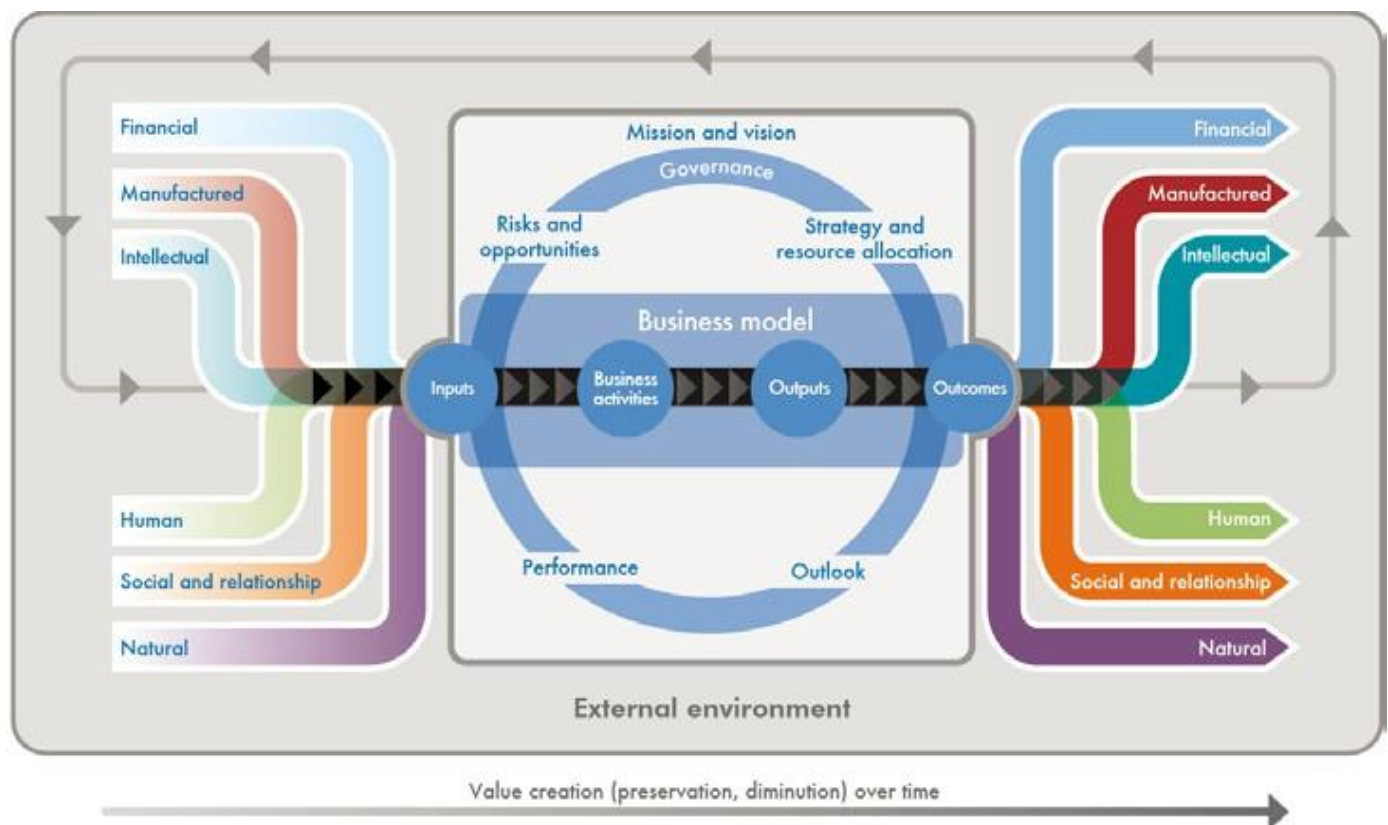 Financial
Manufactured
Intellectual
Human
Social and relationship
Natural
Mission and vision
Governance
Risks and
opportunities
Strategy and
resource allocation
Business model
Inputs
Business
activities
Outputs
Outcomes
Performance
Outlook
Financial
Manufactured
Intellectual
Human
Social and relationship
Natural
External environment
Value creation (preservation, diminution) over time